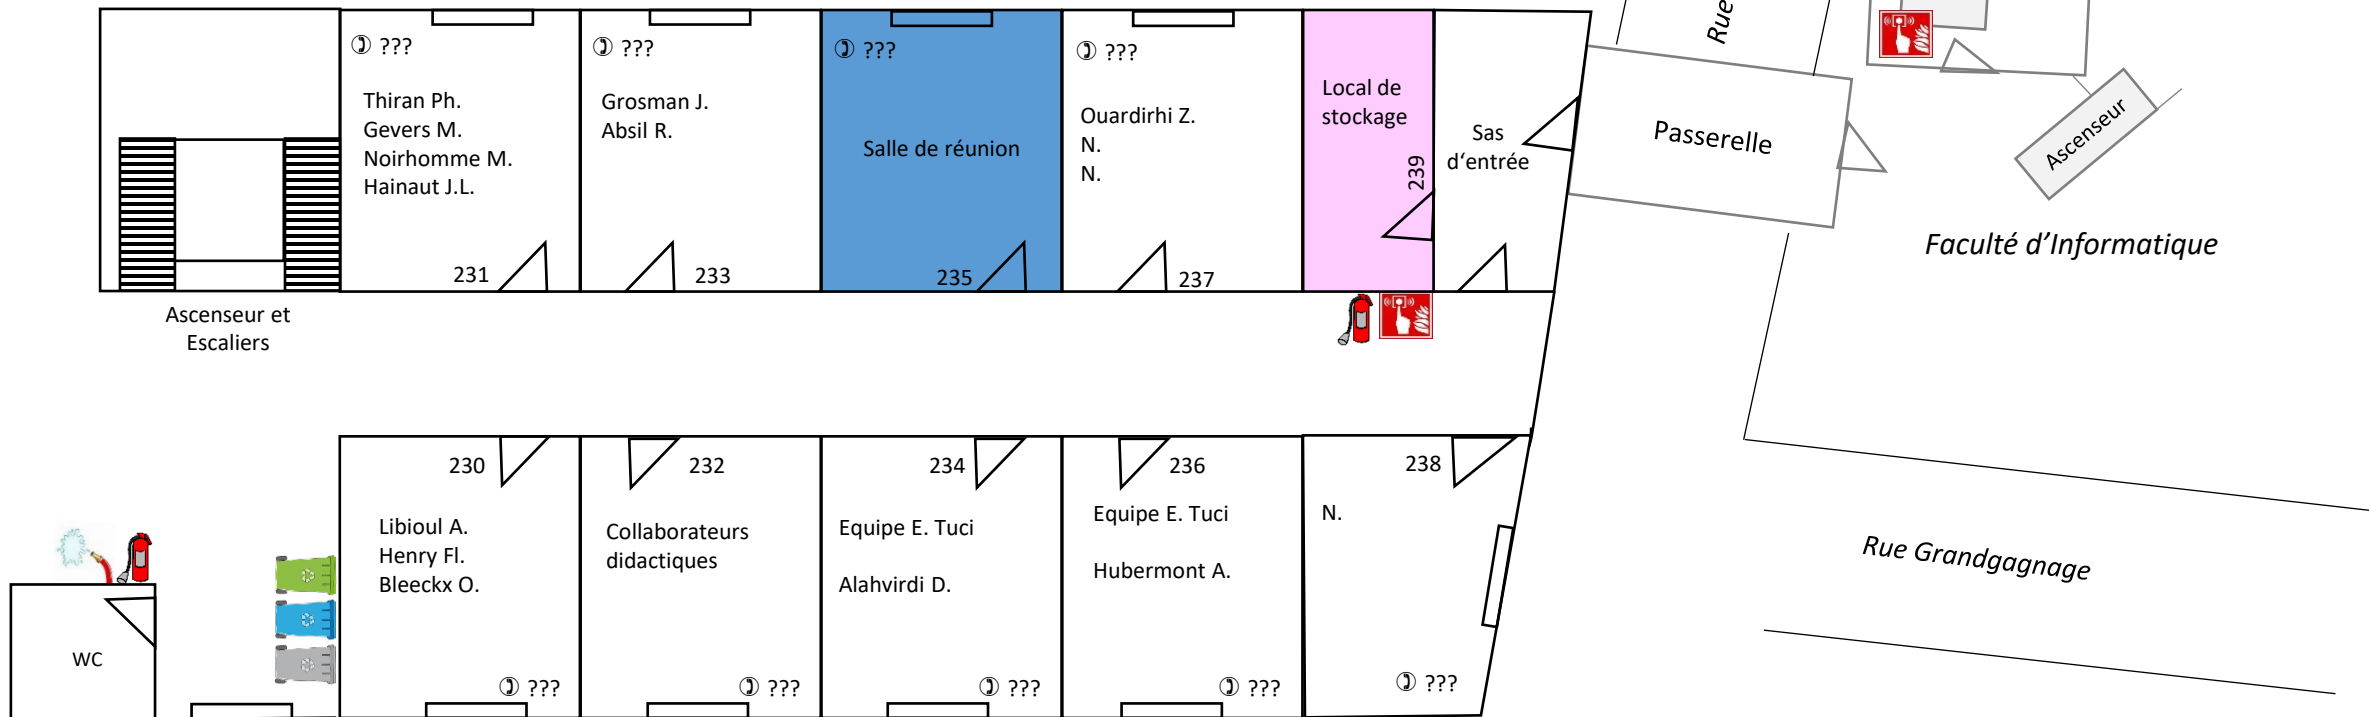 ✆ ???
Thiran Ph.
Gevers M.
Noirhomme M.
Hainaut J.L.
231
✆ ???
Grosman J.
Absil R.
233
✆ ???
Salle de réunion
235
✆ ???
Ouardirhi Z.
N.
N.
237
Local de
stockage
239
Sas
d‘entrée
Rue
Passerelle
Ascenseur
Faculté d’Informatique
Ascenseur et
Escaliers
230
Libioul A.
Henry Fl.
Bleeckx O.
✆ ???
232
Collaborateurs
didactiques
✆ ???
234
Equipe E. Tuci
Alahvirdi D.
✆ ???
236
Equipe E. Tuci
Hubermont A.
✆ ???
238
N.
✆ ???
WC
Rue Grandgagnage